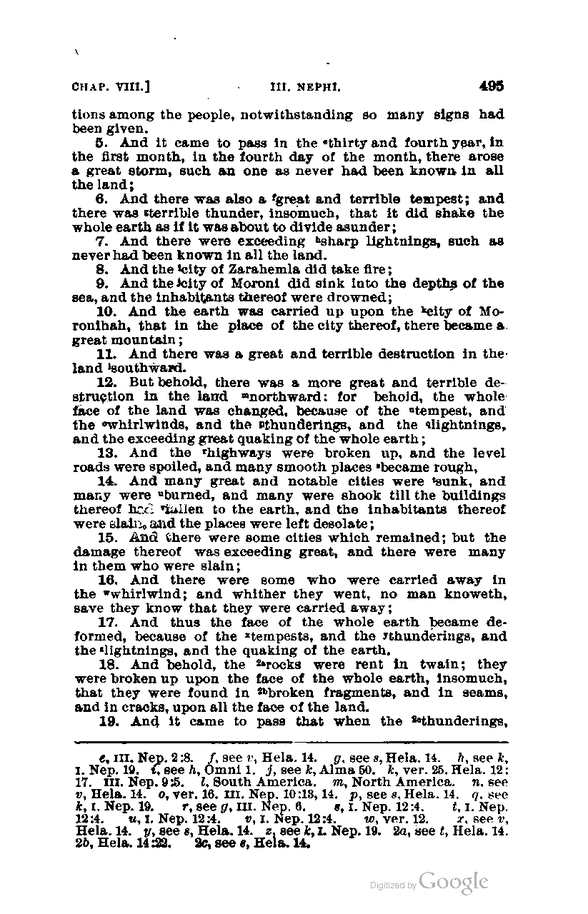 CHAP. VIII.] III. NEPHI. 495
tions among the people, notwithstanding so many signs had
been given.
5. And it came to pass in the ᵉthirty and fourth year, in
the first month, in the fourth day of the month, there arose
a great storm, such an one as never had been known in all
the land;
6. And there was also a ᶠgreat and terrible tempest; and
there was ᵍterrible thunder, insomuch, that it did shake the
whole earth as if it was about to divide asunder;
7. And there were exceeding ʰsharp lightnings, such as
never had been known in all the land.
8. And the ⁱcity of Zarahemla did take fire;
9. And the ʲcity of Moroni did sink into the depths of the
sea, and the inhabitants thereof were drowned;
10. And the earth was carried up upon the ᵏcity of Mo-
ronihah, that in the place of the city thereof, there became a
great mountain;
11. And there was a great and terrible destruction in the
land ˡsouthward.
12. But behold, there was a more great and terrible de-
struction in the land ᵐnorthward: for behold, the whole
face of the land was changed, because of the ⁿtempest, and
the ᵒwhirlwinds, and the ᵖthunderings, and the qlightnings,
and the exceeding great quaking of the whole earth;
13. And the ʳhighways were broken up, and the level
roads were spoiled, and many smooth places ˢbecame rough,
14. And many great and notable cities were ᵗsunk, and
many were ᵘburned, and many were shook till the buildings
thereof had ᵛfallen to the earth, and the inhabitants thereof
were slain, and the places were left desolate;
15. And there were some cities which remained; but the
damage thereof was exceeding great, and there were many
in them who were slain;
16. And there were some who were carried away in
the ʷwhirlwind; and whither they went, no man knoweth,
save they know that they were carried away;
17. And thus the face of the whole earth became de-
formed, because of the ˣtempests, and the ʸthunderings, and
the ᶻlightnings, and the quaking of the earth.
18. And behold, the ²ᵃrocks were rent in twain; they
were broken up upon the face of the whole earth, insomuch,
that they were found in ²ᵇbroken fragments, and in seams,
and in cracks, upon all the face of the land.
19. And it came to pass that when the ²ᶜthunderings,
e, III. Nep. 2:8. f, see v, Hela. 14. g, see s, Hela. 14. h, see k,
I. Nep. 19. i, see h, Omni 1. j, see k, Alma 50. k, ver. 25. Hela. 12:
17. III. Nep. 9:5. l, South America. m, North America. n, see
v, Hela. 14. o, ver. 16. III. Nep. 10:13, 14. p, see s, Hela. 14. q, see
k, I. Nep. 19. r, see g, III. Nep. 6. s, I. Nep. 12:4. t, I. Nep.
12:4. u, I. Nep. 12:4. v, I. Nep. 12:4. w, ver. 12. x, see v,
Hela. 14. y, see s, Hela. 14. z, see k, I. Nep. 19. 2a, see t, Hela. 14.
2b, Hela. 14:22. 2c, see s, Hela. 14.
Digitized by Google